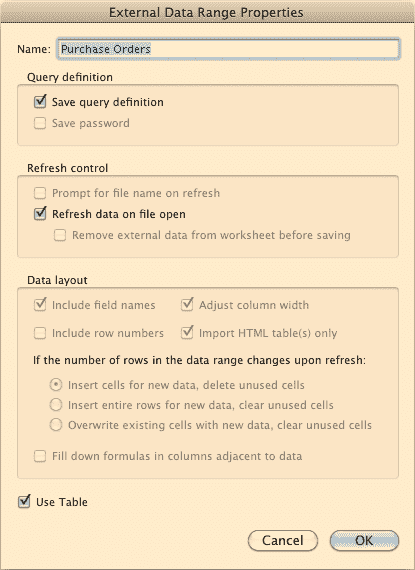 External Data Range Properties
Name: Purchase Orders
Query definition
Save query definition
Save password
Refresh control
Prompt for file name on refresh
Refresh data on file open
Remove external data from worksheet before saving
Data layout
Include field names Adjust column width
Include row numbers Import HTML table(s) only
If the number of rows in the data range changes upon refresh:
Insert cells for new data, delete unused cells
Insert entire rows for new data, clear unused cells
Overwrite existing cells with new data, clear unused cells
Fill down formulas in columns adjacent to data
Use Table
Cancel OK